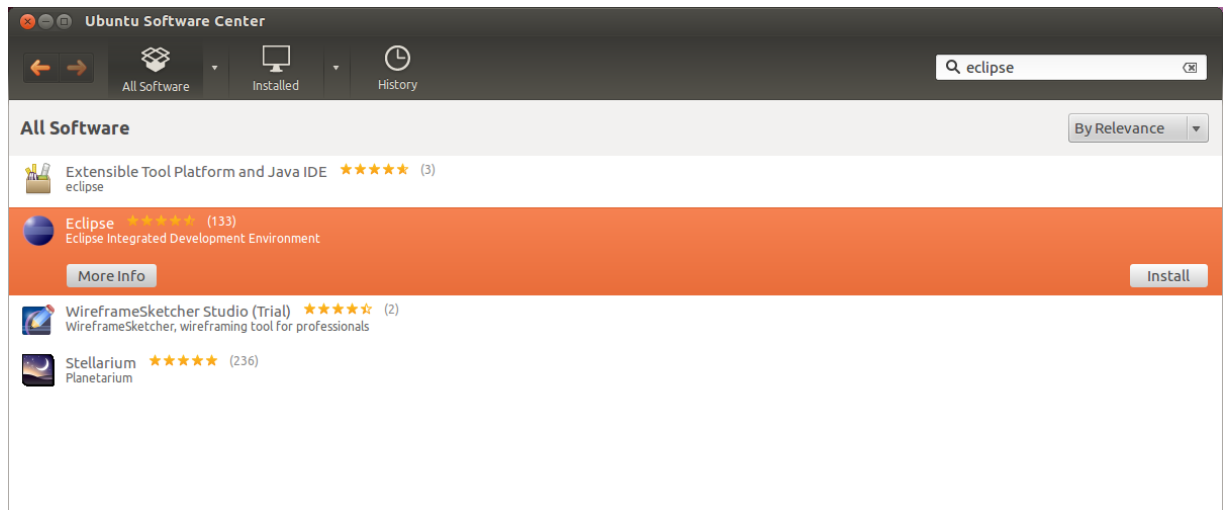 Ubuntu Software Center
All Software
Installed
History
eclipse
All Software
By Relevance
Extensible Tool Platform and Java IDE (3)
eclipse
Eclipse (133)
Eclipse Integrated Development Environment
More Info
Install
WireframeSketcher Studio (Trial) (2)
WireframeSketcher, wireframing tool for professionals
Stellarium (236)
Planetarium